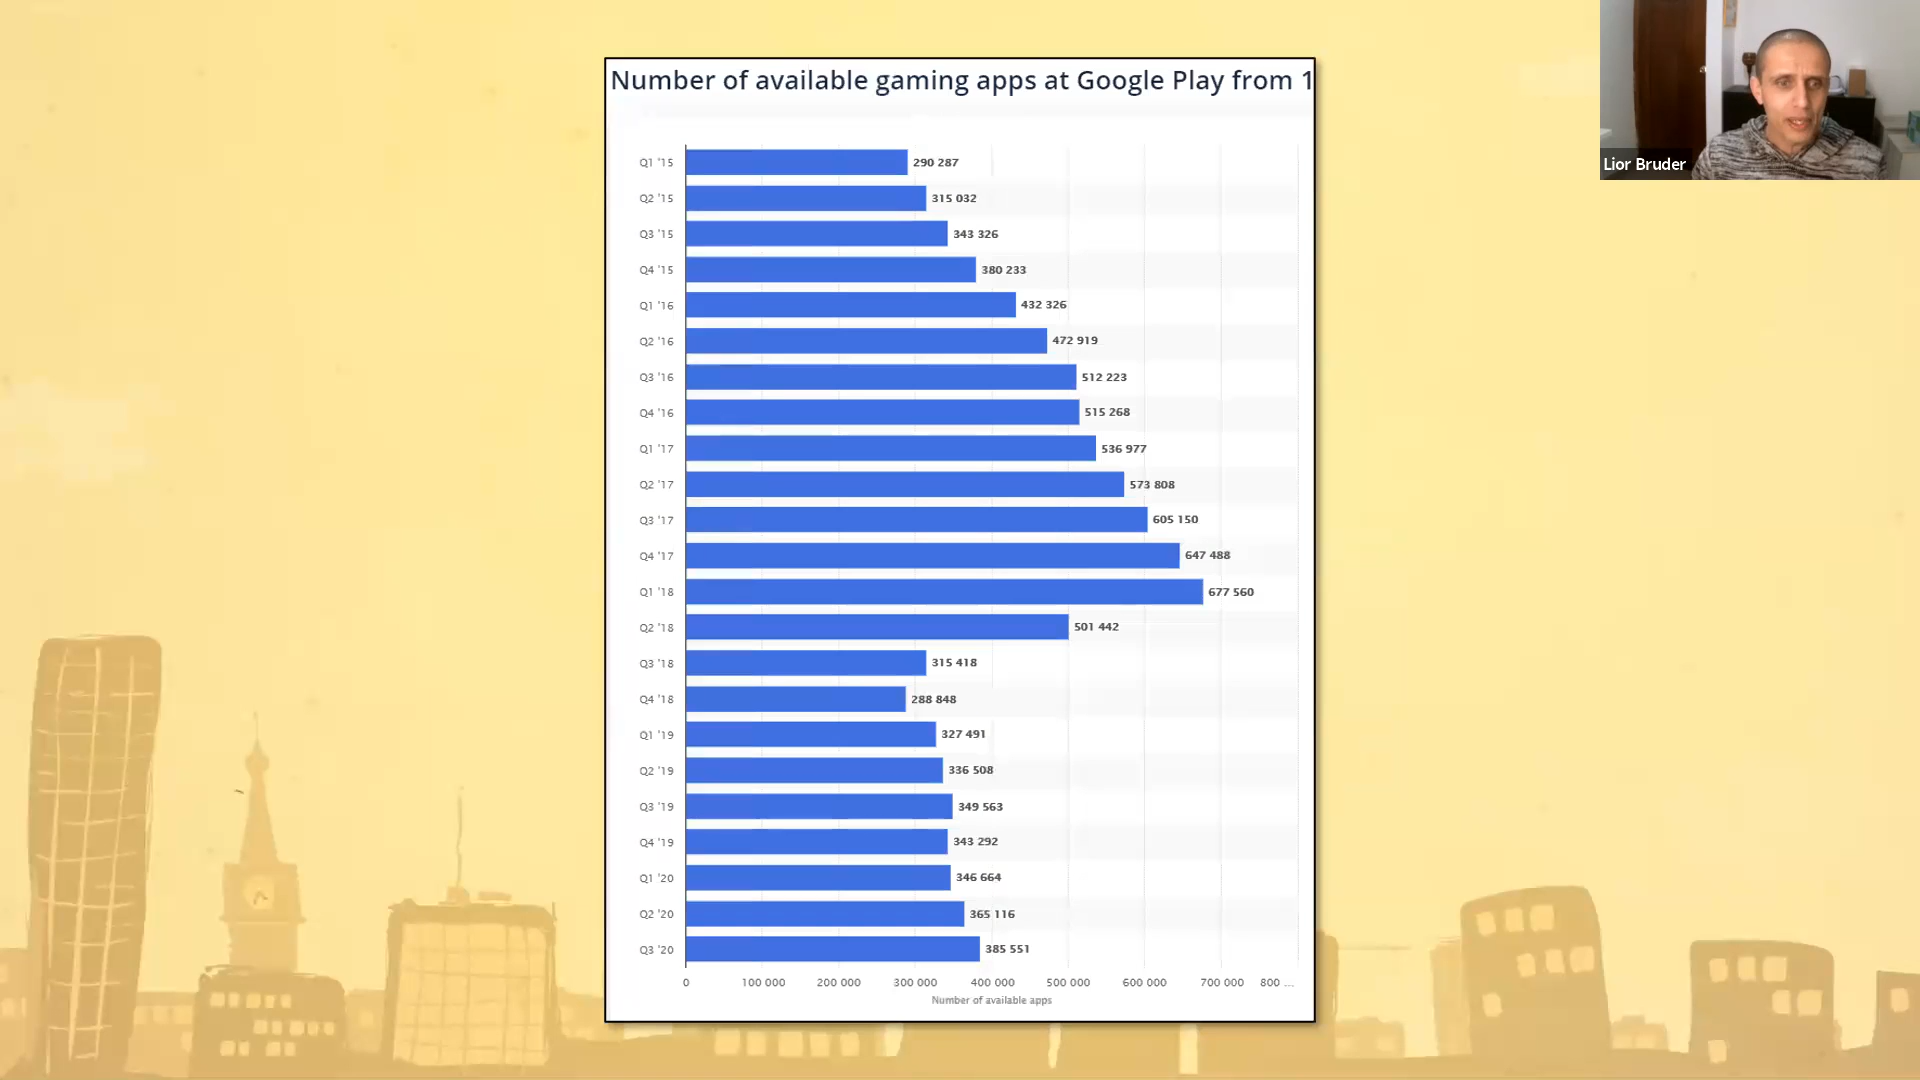 Number of available gaming apps at Google Play from 1
Lior Bruder
Q1 '15 290 287
Q2 '15 315 032
Q3 '15 343 326
Q4 '15 380 233
Q1 '16 432 326
Q2 '16 472 919
Q3 '16 512 223
Q4 '16 515 268
Q1 '17 536 977
Q2 '17 573 808
Q3 '17 605 150
Q4 '17 647 488
Q1 '18 677 560
Q2 '18 501 442
Q3 '18 315 418
Q4 '18 288 848
Q1 '19 327 491
Q2 '19 336 508
Q3 '19 349 563
Q4 '19 343 292
Q1 '20 346 664
Q2 '20 365 116
Q3 '20 385 551
0 100 000 200 000 300 000 400 000 500 000 600 000 700 000 800 ...
Number of available apps